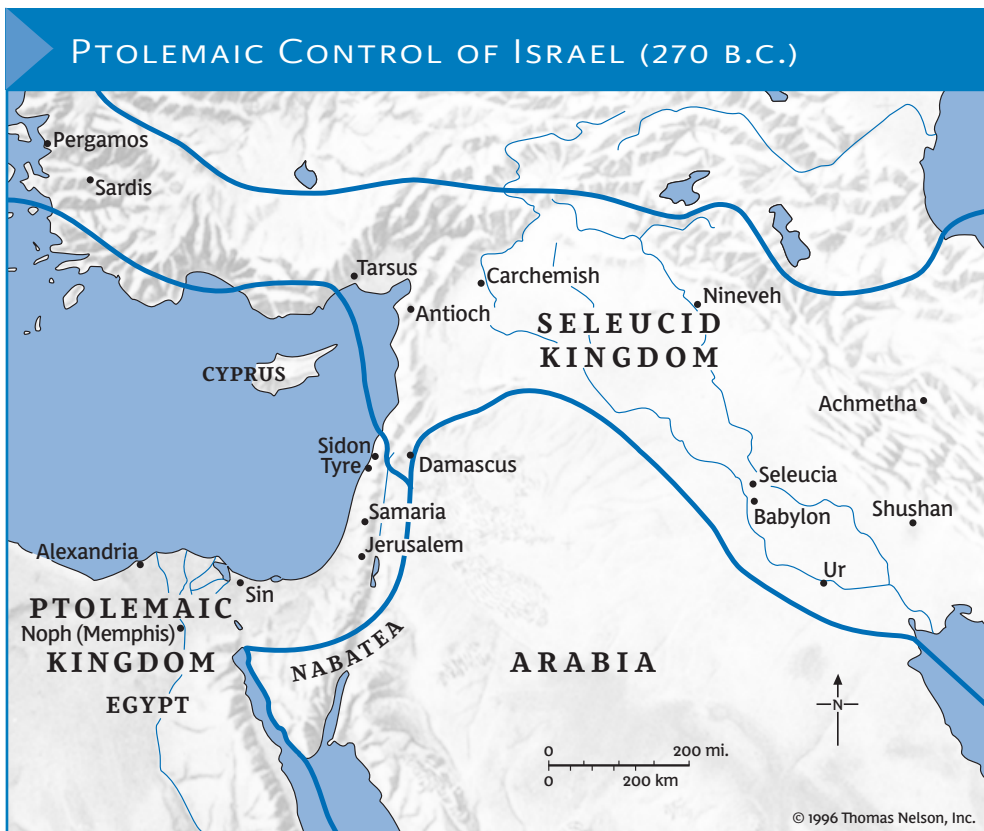 PTOLEMAIC CONTROL OF ISRAEL (270 B.C.)
Pergamos
Sardis
Tarsus
Carchemish
Antioch
Nineveh
SELEUCID
KINGDOM
CYPRUS
Achmetha
Sidon
Tyre
Damascus
Seleucia
Babylon
Shushan
Samaria
Jerusalem
Alexandria
Sin
Ur
PTOLEMAIC
Noph (Memphis)
KINGDOM
NABATEA
ARABIA
EGYPT
N
0 200 mi.
0 200 km
© 1996 Thomas Nelson, Inc.